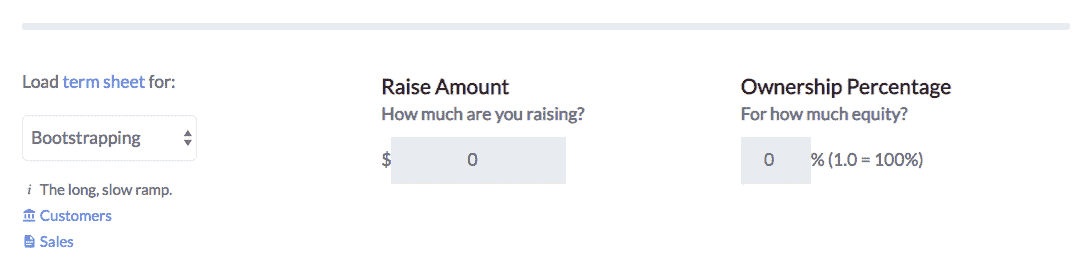 Load term sheet for:
Bootstrapping
i The long, slow ramp.
Customers
Sales
Raise Amount
How much are you raising?
$ 0
Ownership Percentage
For how much equity?
0 % (1.0 = 100%)